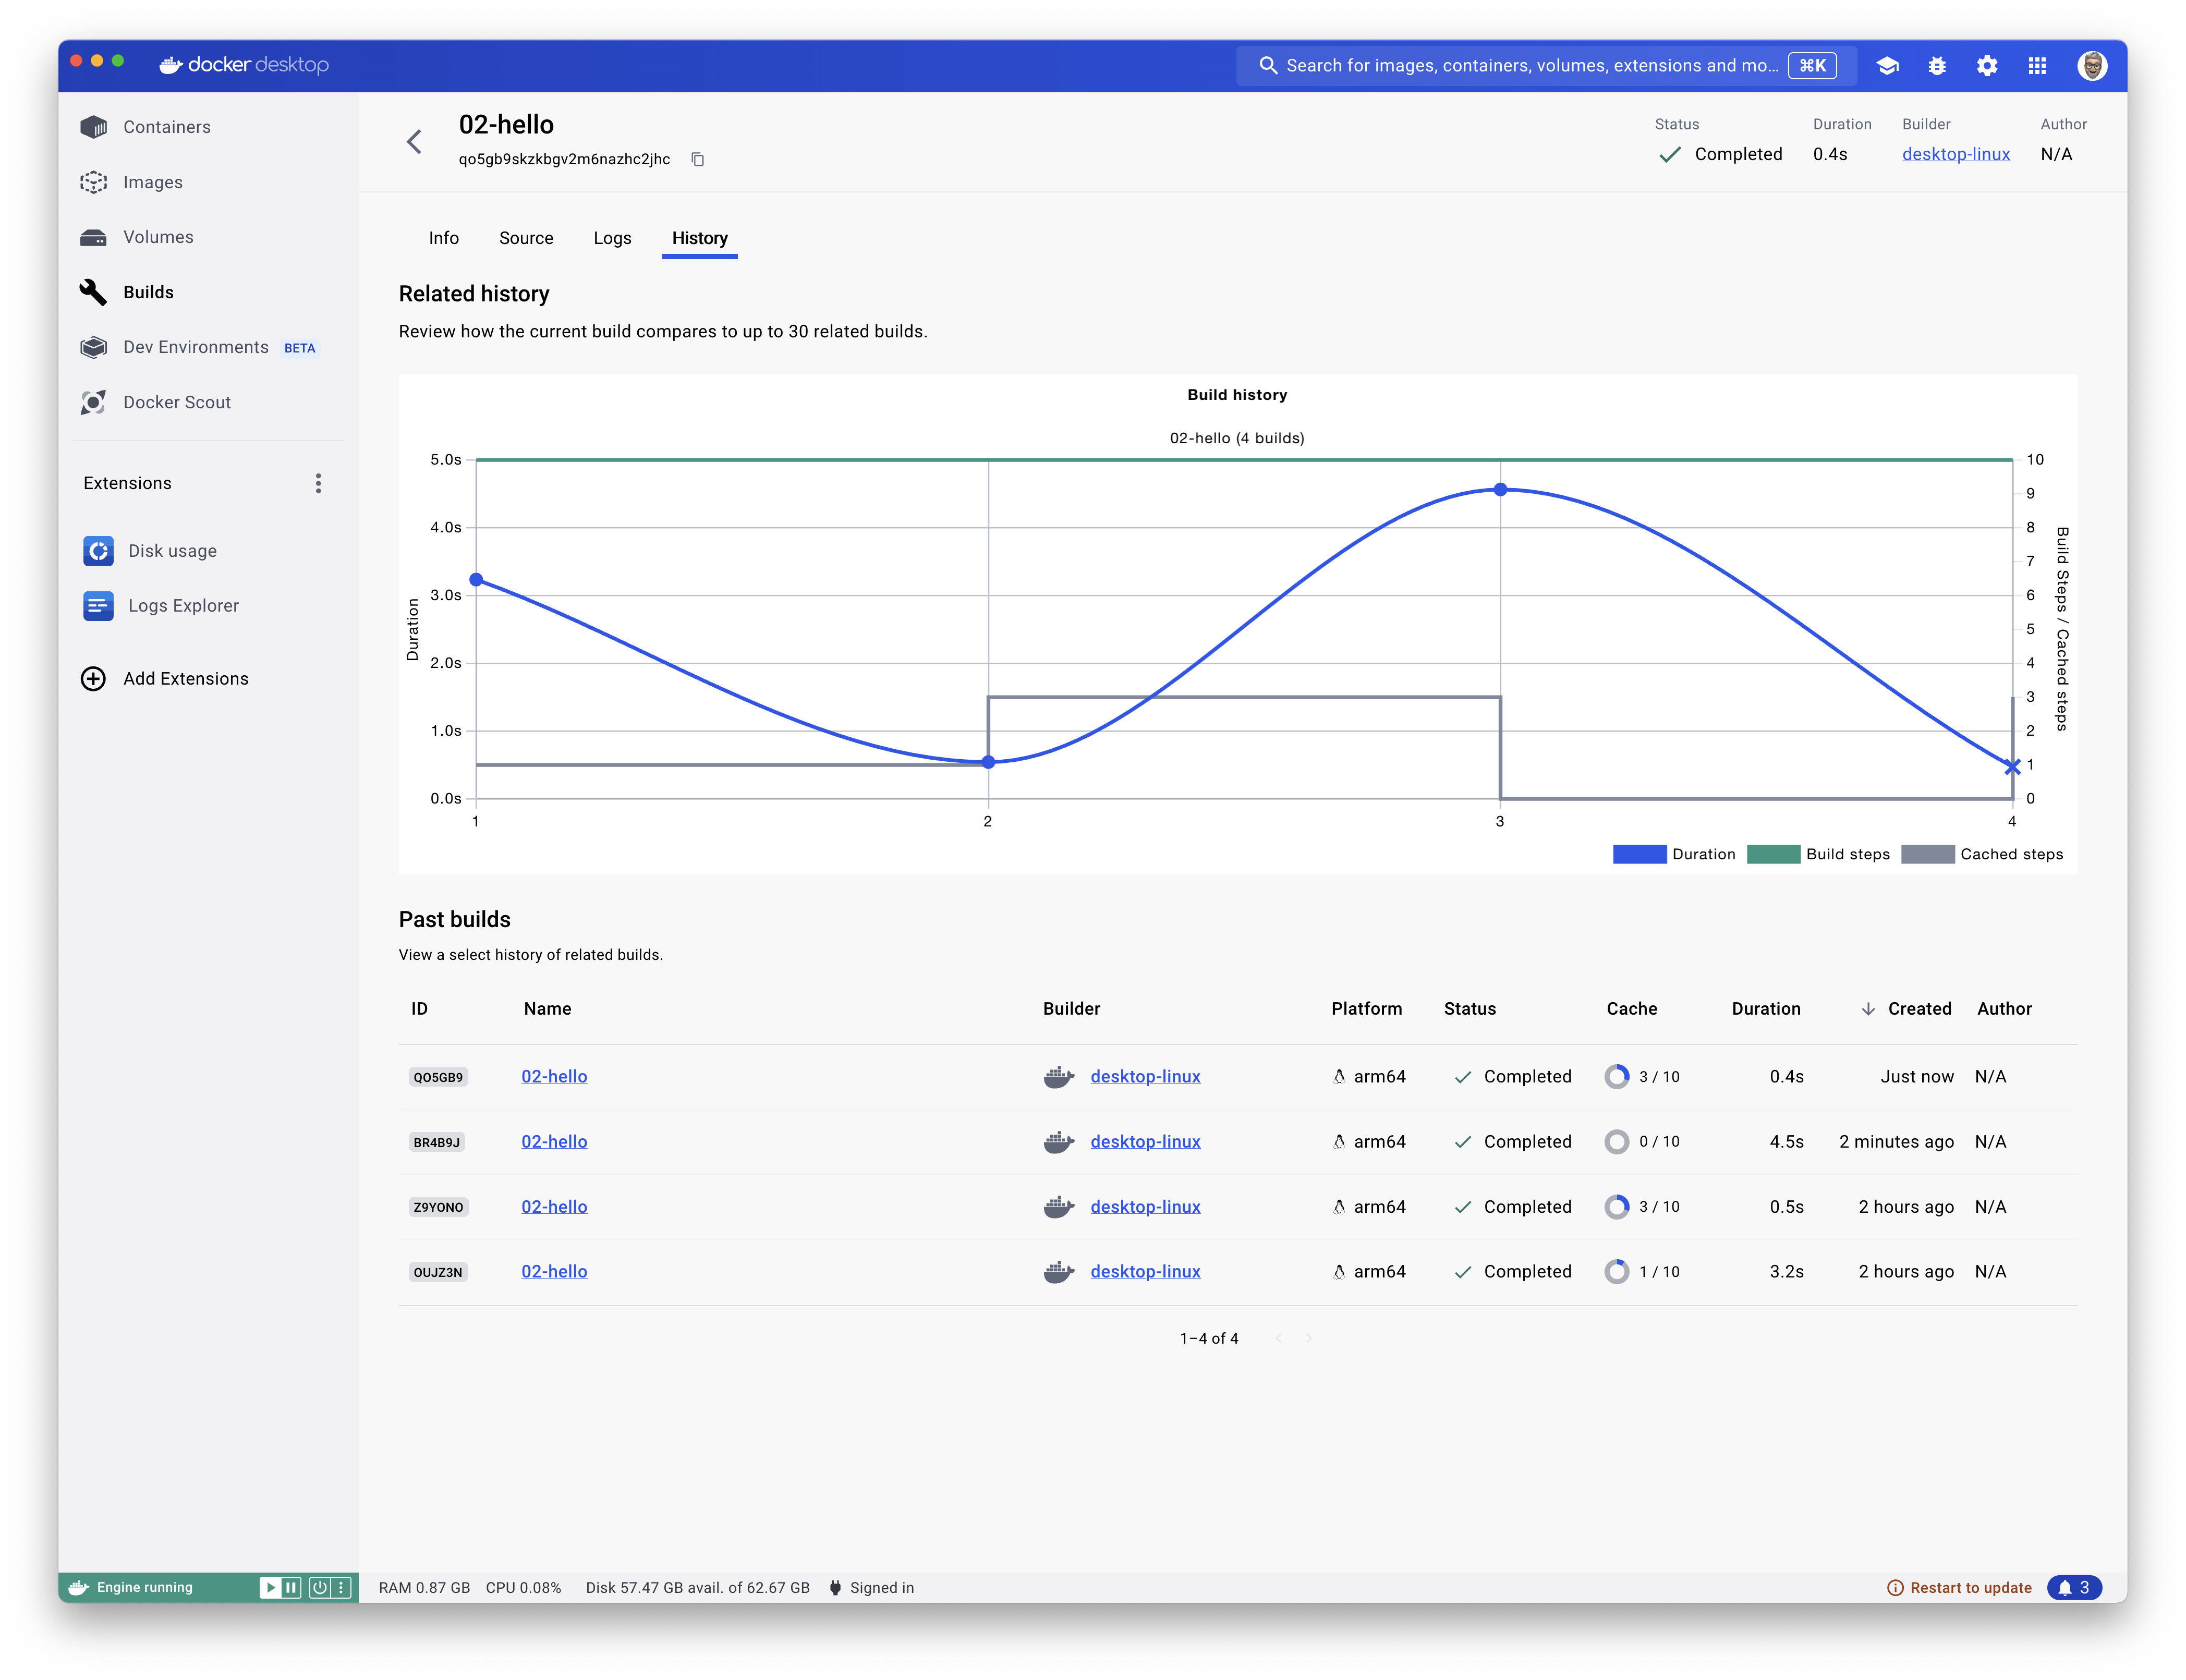 docker desktop
Search for images, containers, volumes, extensions and mo... ⌘K
Containers
Images
Volumes
Builds
Dev Environments BETA
Docker Scout
Extensions
Disk usage
Logs Explorer
Add Extensions
02-hello
qo5gb9skzkbgv2m6nazhc2jhc
Status Duration Builder Author
Completed 0.4s desktop-linux N/A
Info Source Logs History
Related history
Review how the current build compares to up to 30 related builds.
Build history
02-hello (4 builds)
Duration
5.0s
4.0s
3.0s
2.0s
1.0s
0.0s
10
9
8
7
6
5
4
3
2
1
0
Build Steps / Cached steps
1 2 3 4
Duration Build steps Cached steps
Past builds
View a select history of related builds.
ID Name Builder Platform Status Cache Duration Created Author
QO5GB9 02-hello desktop-linux arm64 Completed 3 / 10 0.4s Just now N/A
BR4B9J 02-hello desktop-linux arm64 Completed 0 / 10 4.5s 2 minutes ago N/A
Z9YONO 02-hello desktop-linux arm64 Completed 3 / 10 0.5s 2 hours ago N/A
OUJZ3N 02-hello desktop-linux arm64 Completed 1 / 10 3.2s 2 hours ago N/A
1–4 of 4
Engine running RAM 0.87 GB CPU 0.08% Disk 57.47 GB avail. of 62.67 GB Signed in Restart to update 3